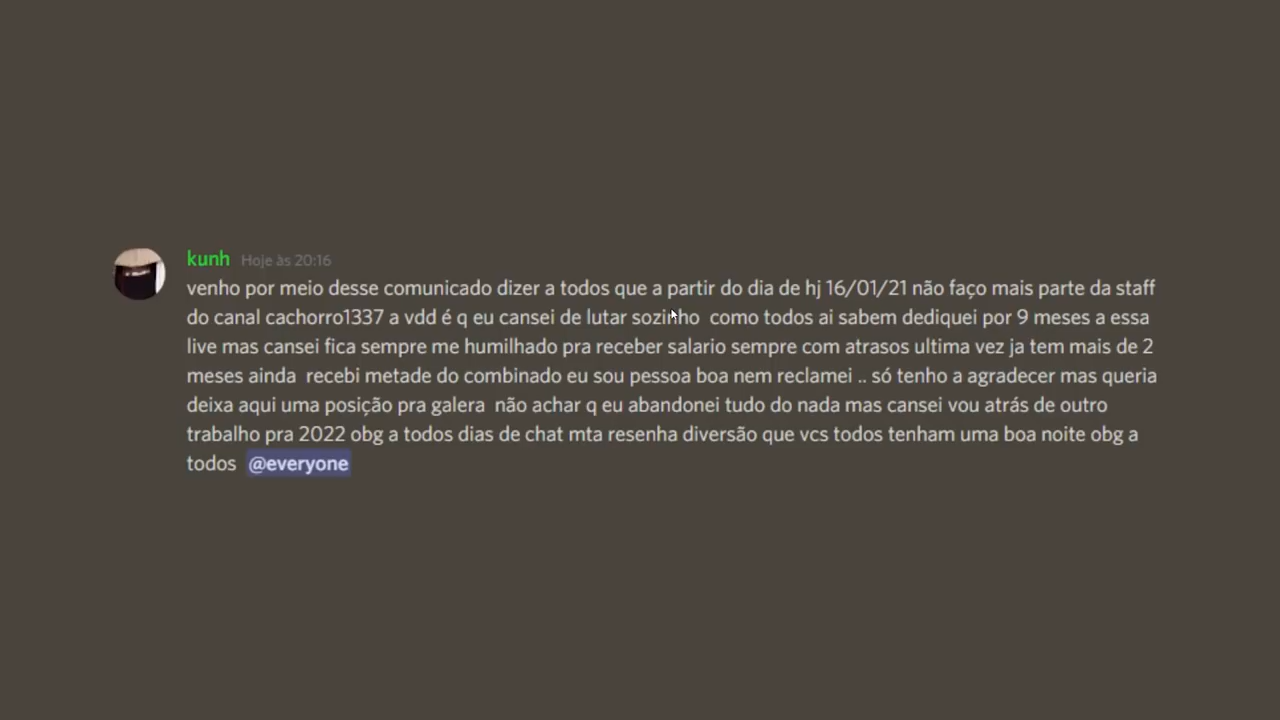 kunh Hoje às 20:16
venho por meio desse comunicado dizer a todos que a partir do dia de hj 16/01/21 não faço mais parte da staff
do canal cachorro1337 a vdd é q eu cansei de lutar sozinho  como todos ai sabem dediquei por 9 meses a essa
live mas cansei fica sempre me humilhado pra receber salario sempre com atrasos ultima vez ja tem mais de 2
meses ainda  recebi metade do combinado eu sou pessoa boa nem reclamei .. só tenho a agradecer mas queria
deixa aqui uma posição pra galera  não achar q eu abandonei tudo do nada mas cansei vou atrás de outro
trabalho pra 2022 obg a todos dias de chat mta resenha diversão que vcs todos tenham uma boa noite obg a
todos  @everyone